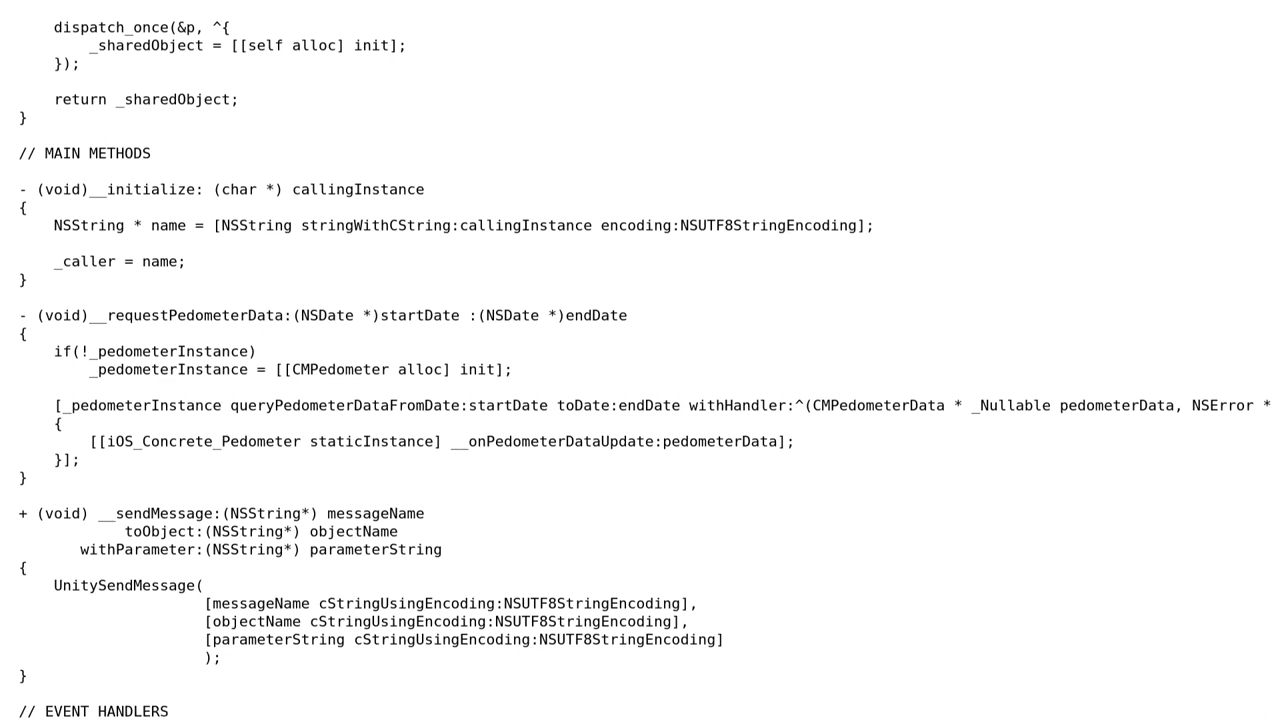 dispatch_once(&p, ^{
        _sharedObject = [[self alloc] init];
    });

    return _sharedObject;
}

// MAIN METHODS

- (void)__initialize: (char *) callingInstance
{
    NSString * name = [NSString stringWithCString:callingInstance encoding:NSUTF8StringEncoding];

    _caller = name;
}

- (void)__requestPedometerData:(NSDate *)startDate :(NSDate *)endDate
{
    if(!_pedometerInstance)
        _pedometerInstance = [[CMPedometer alloc] init];

    [_pedometerInstance queryPedometerDataFromDate:startDate toDate:endDate withHandler:^(CMPedometerData * _Nullable pedometerData, NSError *
    {
        [[iOS_Concrete_Pedometer staticInstance] __onPedometerDataUpdate:pedometerData];
    }];
}

+ (void) __sendMessage:(NSString*) messageName
            toObject:(NSString*) objectName
       withParameter:(NSString*) parameterString
{
    UnitySendMessage(
                     [messageName cStringUsingEncoding:NSUTF8StringEncoding],
                     [objectName cStringUsingEncoding:NSUTF8StringEncoding],
                     [parameterString cStringUsingEncoding:NSUTF8StringEncoding]
                     );
}

// EVENT HANDLERS